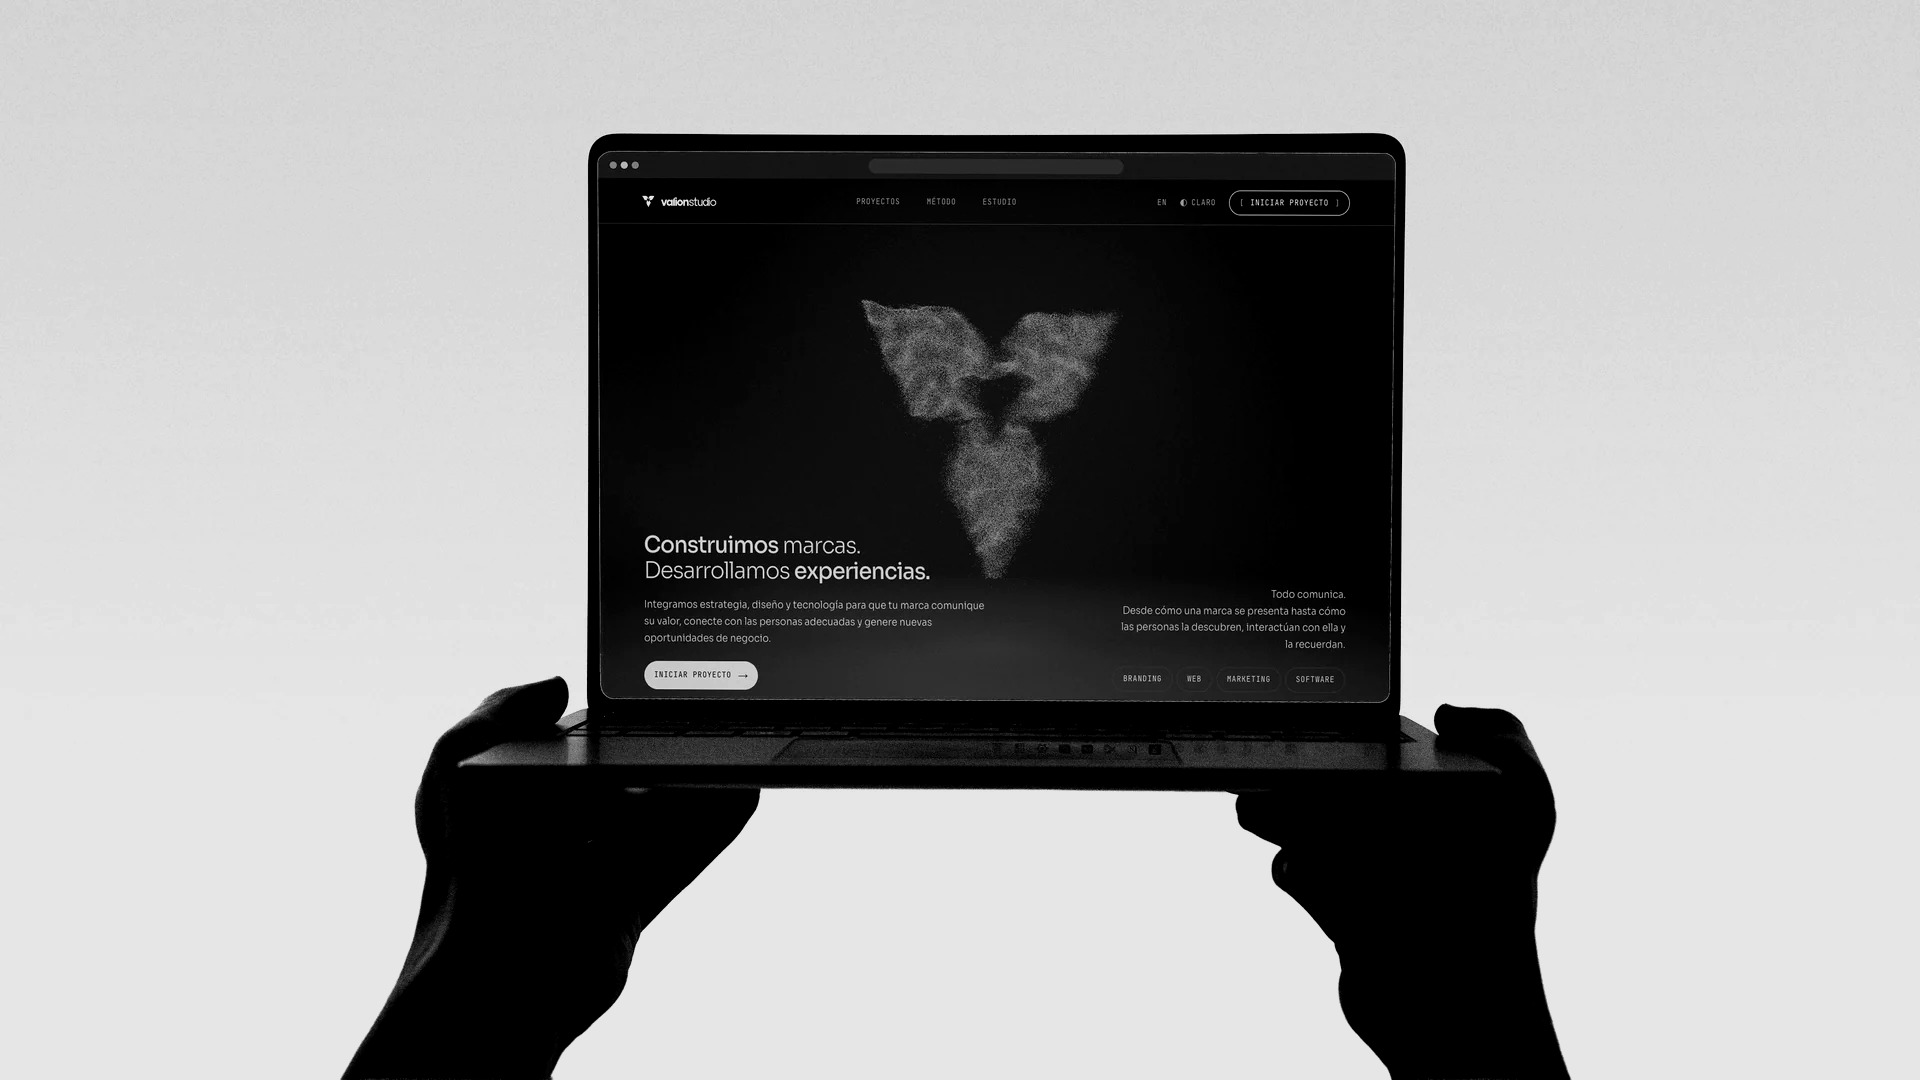 valionstudio
PROYECTOS
MÉTODO
ESTUDIO
EN
CLARO
[ INICIAR PROYECTO ]
Construimos marcas.
Desarrollamos experiencias.
Integramos estrategia, diseño y tecnología para que tu marca comunique
su valor, conecte con las personas adecuadas y genere nuevas
oportunidades de negocio.
INICIAR PROYECTO →
Todo comunica.
Desde cómo una marca se presenta hasta cómo
las personas la descubren, interactúan con ella y
la recuerdan.
BRANDING
WEB
MARKETING
SOFTWARE